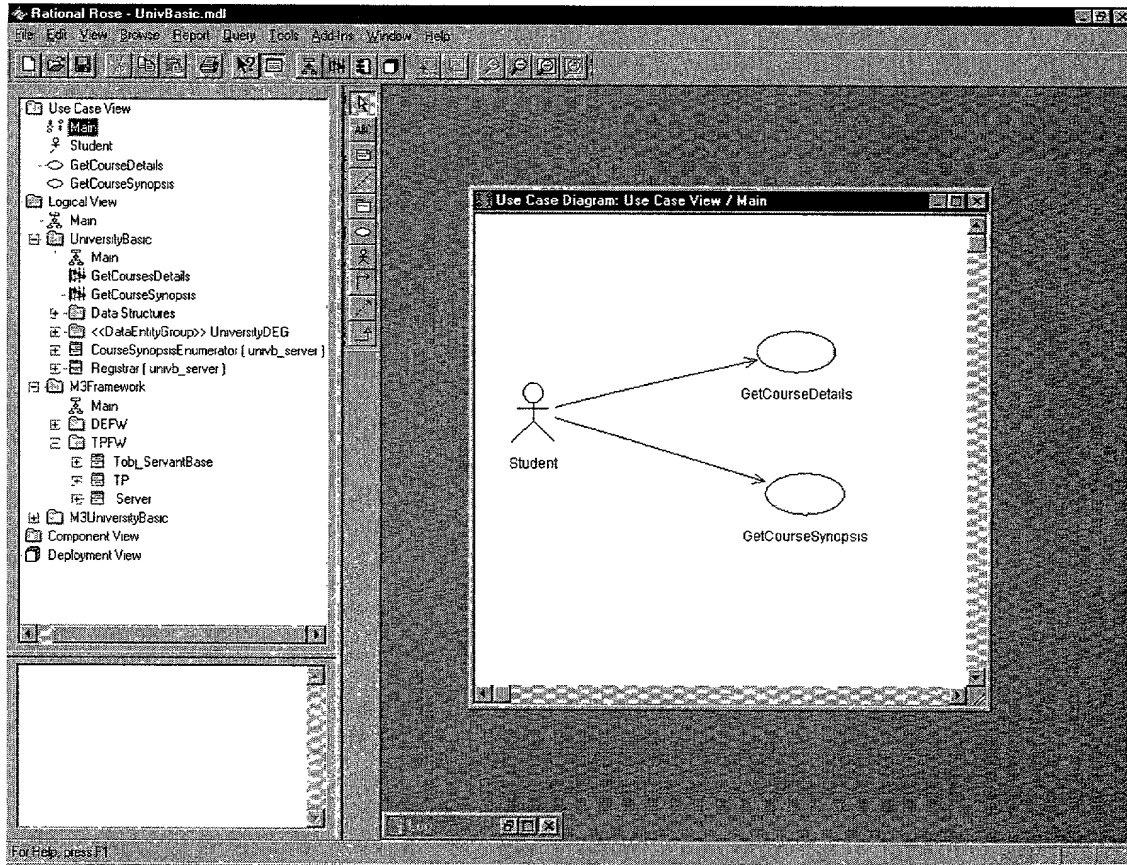 Rational Rose - UnivBasic.mdl
File Edit View Browse Report Query Tools Add-Ins Window Help
Use Case View
Main
Student
GetCourseDetails
GetCourseSynopsis
Logical View
Main
UniversityBasic
Main
GetCoursesDetails
GetCourseSynopsis
Data Structures
<<DataEntityGroup>> UniversityDEG
CourseSynopsisEnumerator { univb_server }
Registrar { univb_server }
M3Framework
Main
DEFW
TPFW
Tobj_ServantBase
TP
Server
M3UniversityBasic
Component View
Deployment View
ABC
Use Case Diagram: Use Case View / Main
GetCourseDetails
Student
GetCourseSynopsis
Log
For Help, press F1